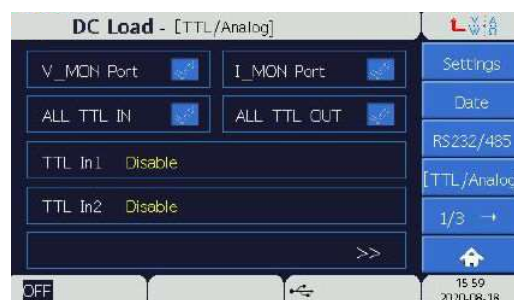 DC Load - [TTL/Analog]
V_MON Port
I_MON Port
ALL TTL IN
ALL TTL OUT
TTL In1 Disable
TTL In2 Disable
>>
OFF
Settings
Date
RS232/485
[TTL/Analog
1/3 →
15:59
2020-08-18